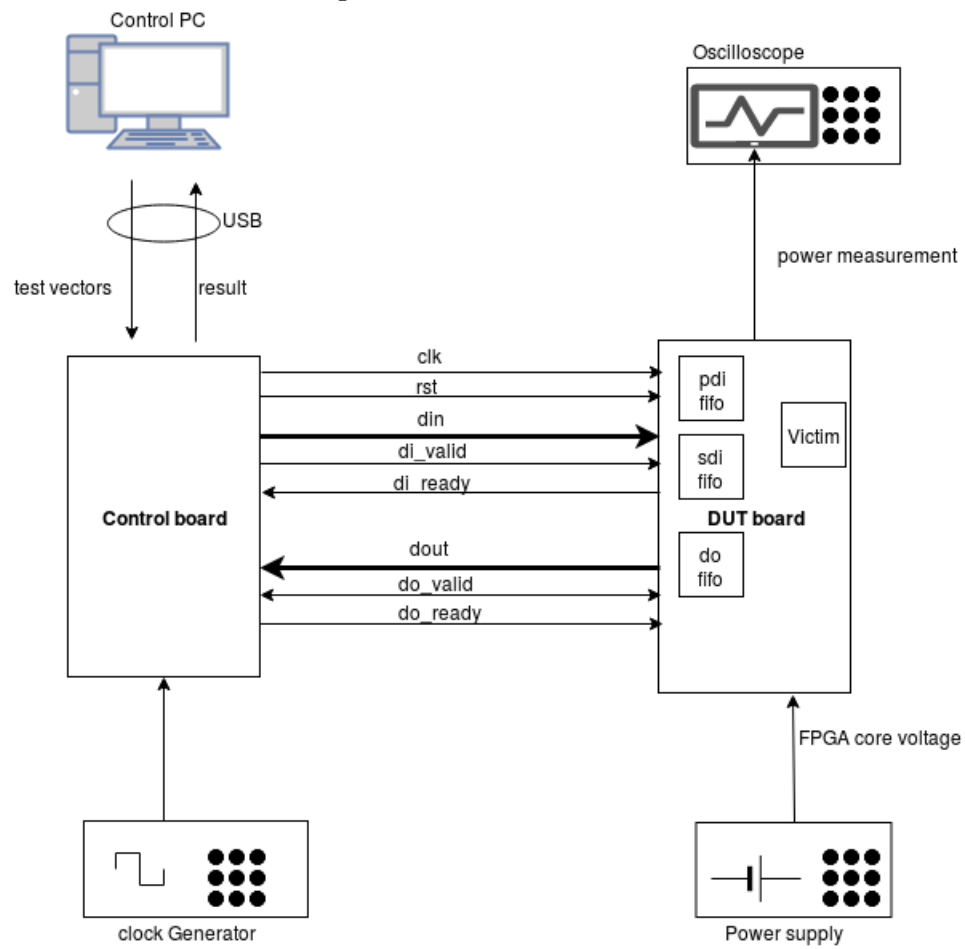 Control PC
Oscilloscope
USB
test vectors
result
power measurement
clk
rst
din
di_valid
di_ready
dout
do_valid
do_ready
Control board
pdi
fifo
sdi
fifo
Victim
DUT board
do
fifo
FPGA core voltage
clock Generator
Power supply